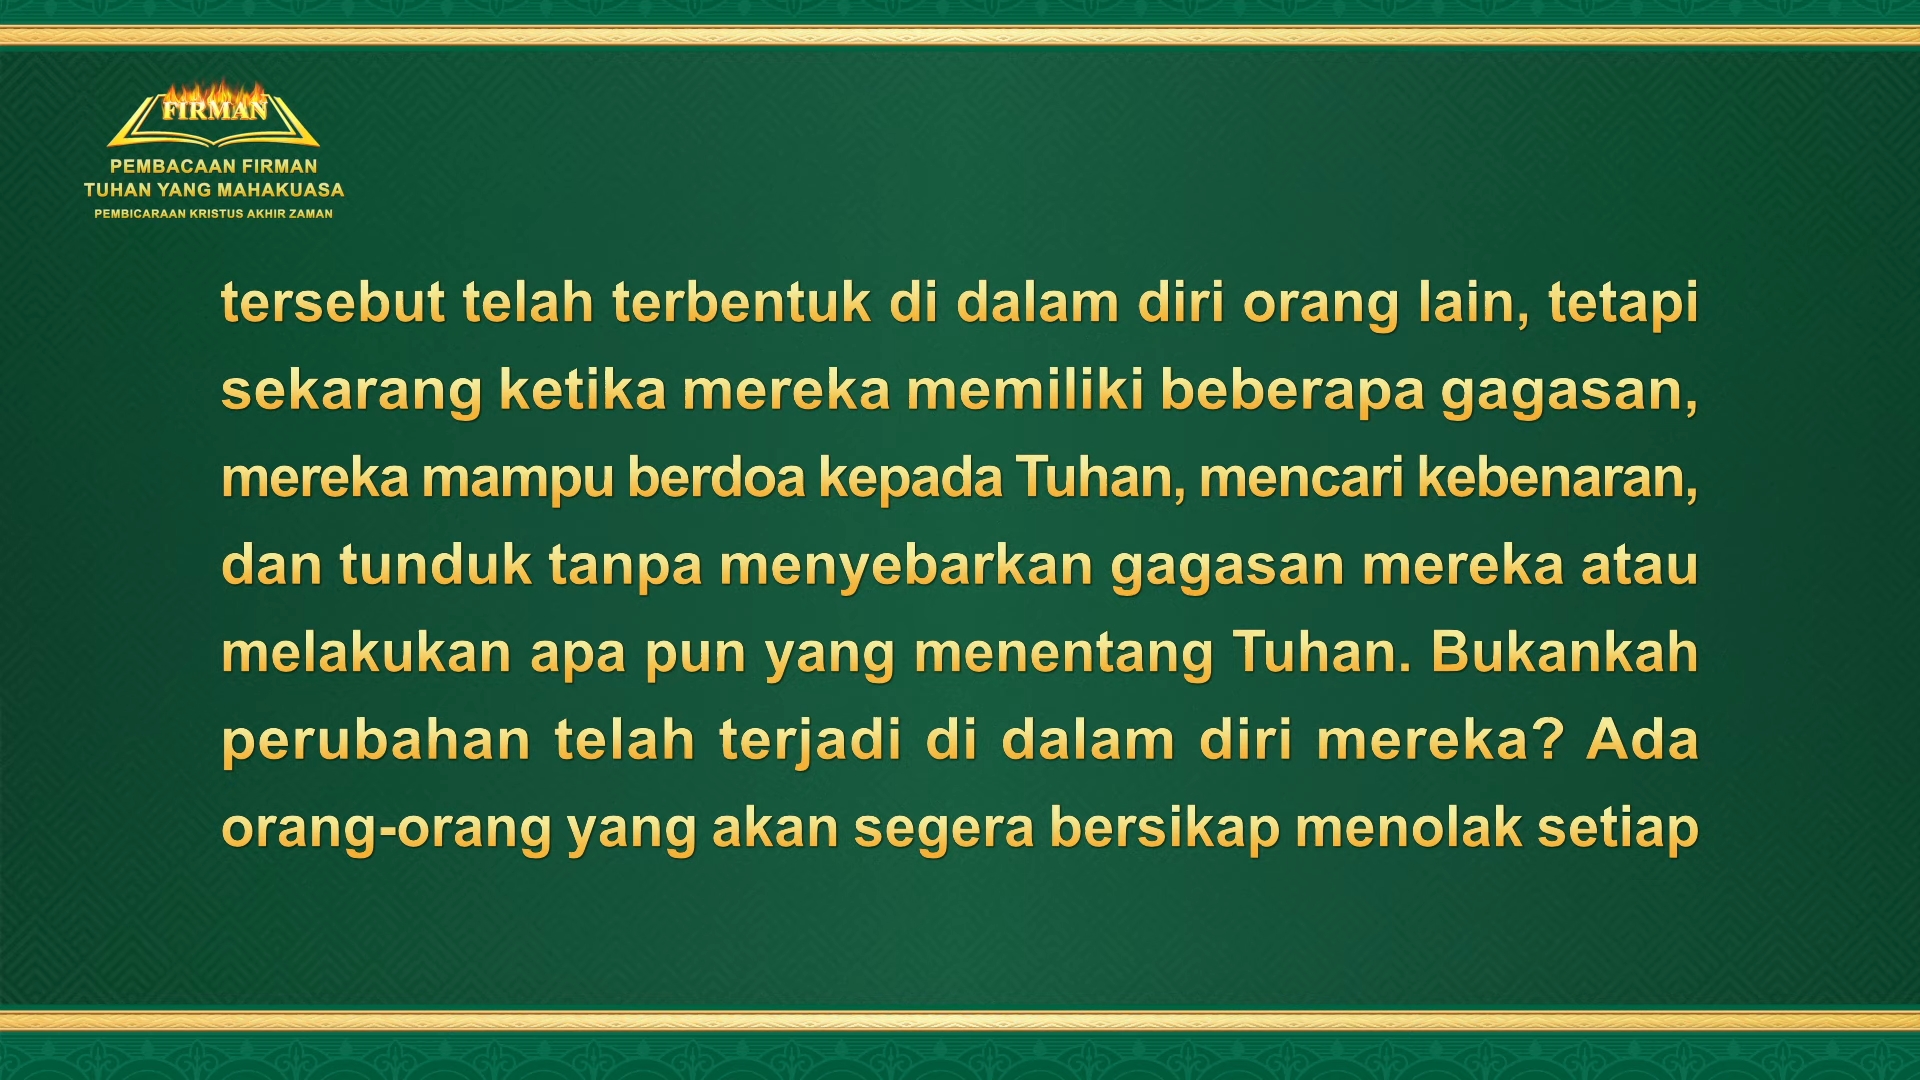 FIRMAN
PEMBACAAN FIRMAN
TUHAN YANG MAHAKUASA
PEMBICARAAN KRISTUS AKHIR ZAMAN
tersebut telah terbentuk di dalam diri orang lain, tetapi
sekarang ketika mereka memiliki beberapa gagasan,
mereka mampu berdoa kepada Tuhan, mencari kebenaran,
dan tunduk tanpa menyebarkan gagasan mereka atau
melakukan apa pun yang menentang Tuhan. Bukankah
perubahan telah terjadi di dalam diri mereka? Ada
orang-orang yang akan segera bersikap menolak setiap